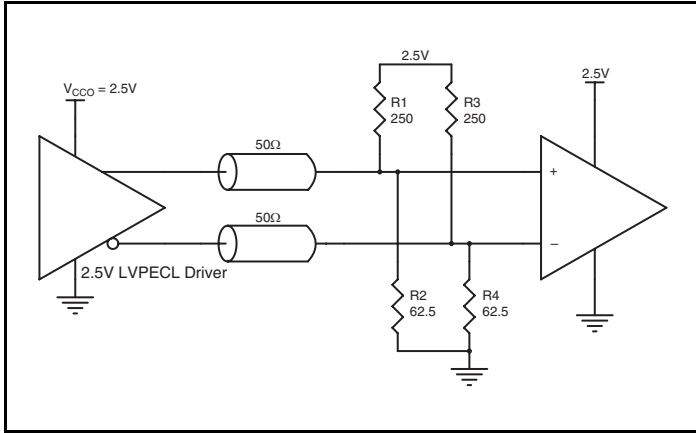 2.5V
V_CCO = 2.5V
2.5V
R1
250
R3
250
50Ω
+
50Ω
−
2.5V LVPECL Driver
R2
62.5
R4
62.5